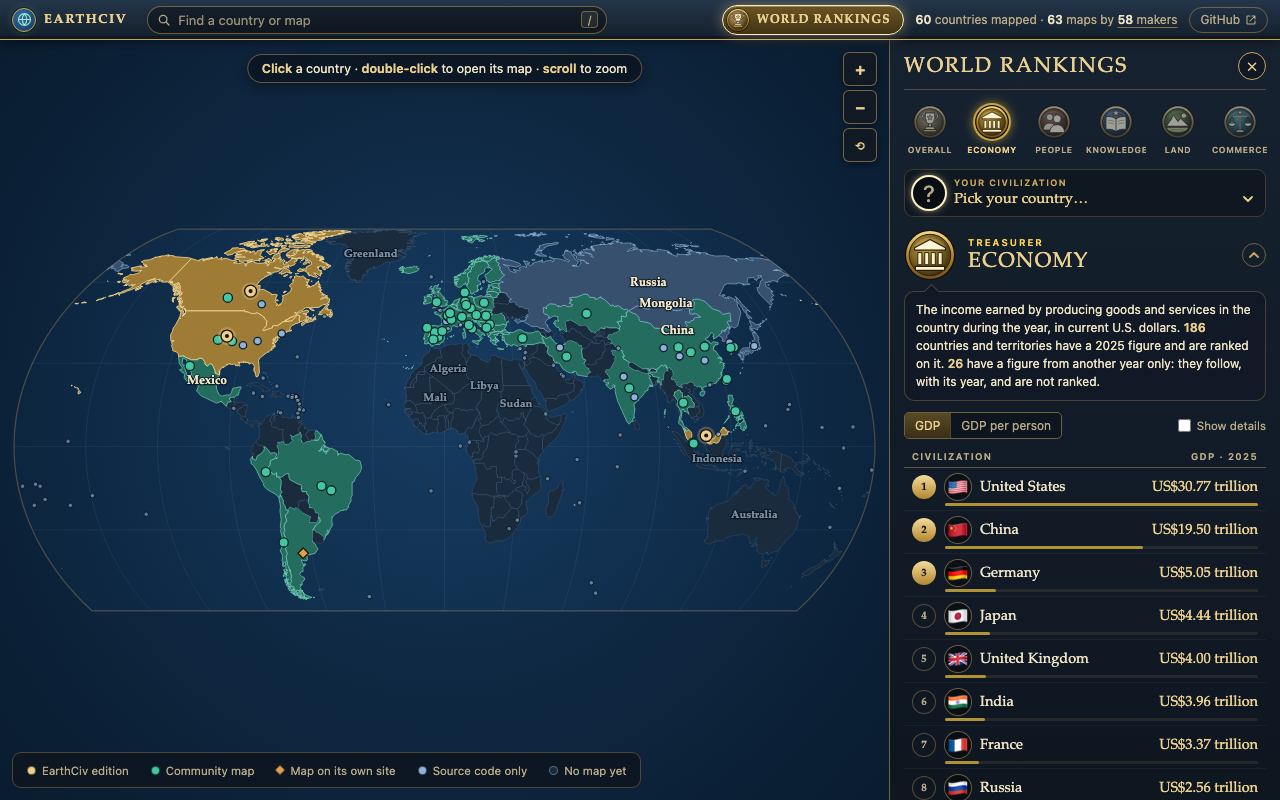 EARTHCIV
Find a country or map
/
WORLD RANKINGS
60 countries mapped · 63 maps by 58 makers
GitHub
Click a country · double-click to open its map · scroll to zoom
+
−
Greenland
Russia
Mongolia
China
Mexico
Algeria
Libya
Mali
Sudan
Indonesia
Australia
EarthCiv edition
Community map
Map on its own site
Source code only
No map yet
WORLD RANKINGS
OVERALL
ECONOMY
PEOPLE
KNOWLEDGE
LAND
COMMERCE
?
YOUR CIVILIZATION
Pick your country…
TREASURER
ECONOMY
The income earned by producing goods and services in the
country during the year, in current U.S. dollars. 186
countries and territories have a 2025 figure and are ranked
on it. 26 have a figure from another year only: they follow,
with its year, and are not ranked.
GDP
GDP per person
Show details
CIVILIZATION
GDP · 2025
1 United States US$30.77 trillion
2 China US$19.50 trillion
3 Germany US$5.05 trillion
4 Japan US$4.44 trillion
5 United Kingdom US$4.00 trillion
6 India US$3.96 trillion
7 France US$3.37 trillion
8 Russia US$2.56 trillion